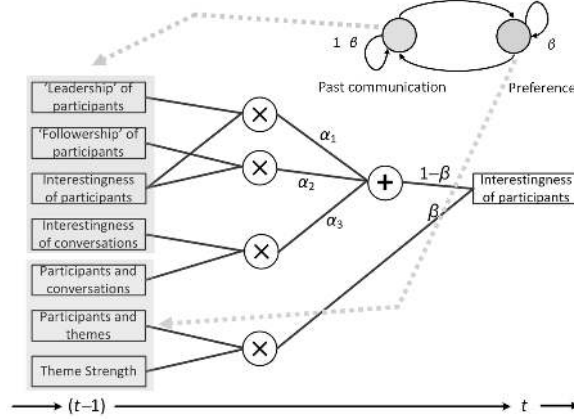 1 β
β
Past communication
Preference
'Leadership' of
participants
'Followership' of
participants
Interestingness
of participants
Interestingness
of conversations
Participants and
conversations
Participants and
themes
Theme Strength
×
×
×
×
α1
α2
α3
+
1−β
β
Interestingness
of participants
(t−1)
t